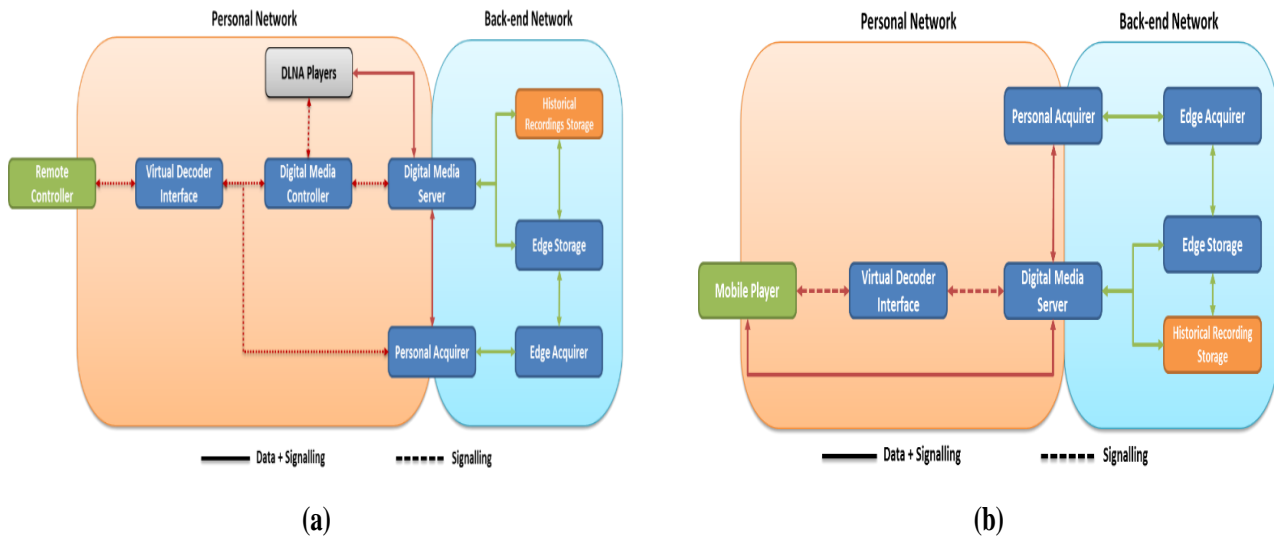 Personal Network
Back-end Network
DLNA Players
Historical
Recordings Storage
Remote
Controller
Virtual Decoder
Interface
Digital Media
Controller
Digital Media
Server
Edge Storage
Personal Acquirer
Edge Acquirer
Data + Signalling
Signalling
(a)
Personal Network
Back-end Network
Personal Acquirer
Edge Acquirer
Edge Storage
Mobile Player
Virtual Decoder
Interface
Digital Media
Server
Historical Recording
Storage
Data + Signalling
Signalling
(b)